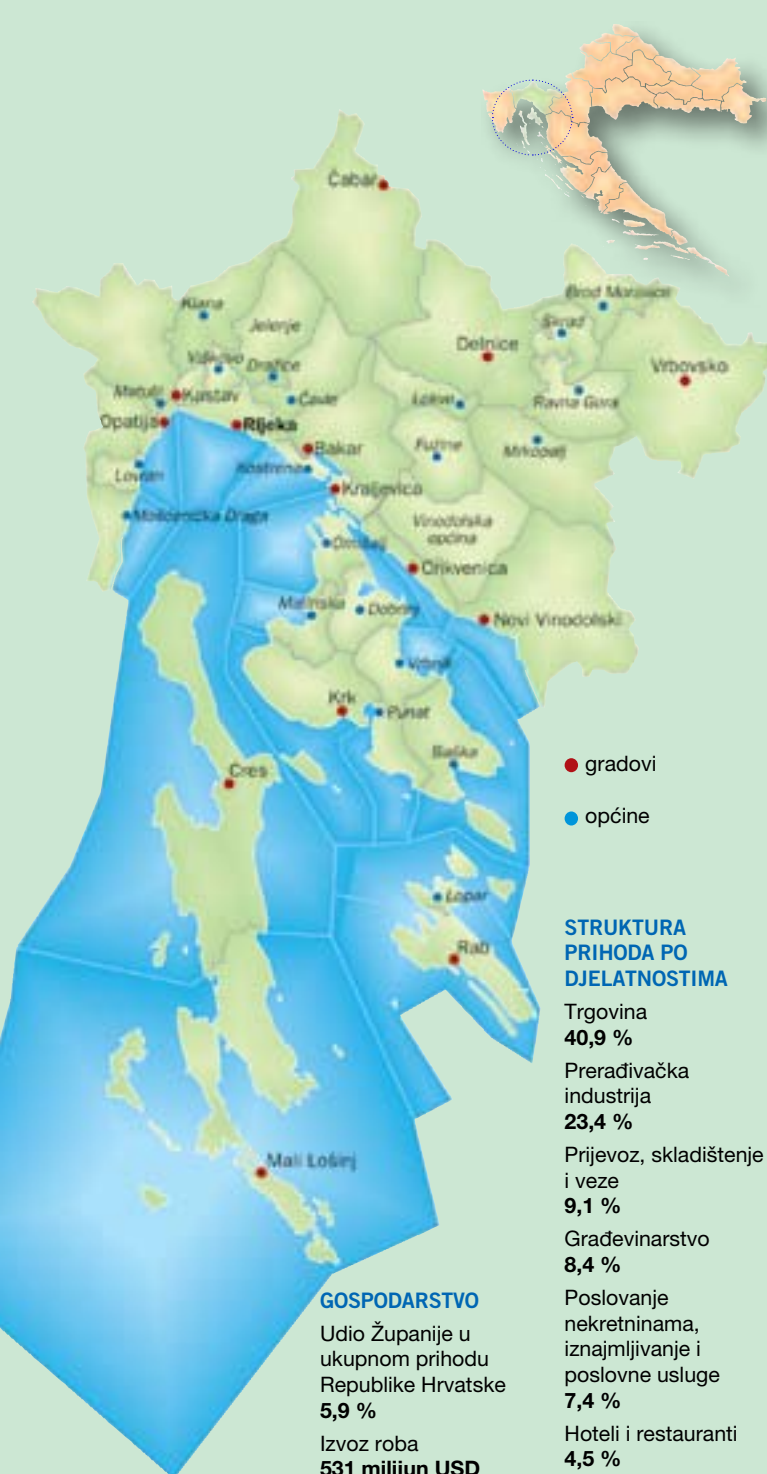 Čabar
Klana
Jelenje
Brod Moravice
Skrad
Delnice
Vrbovsko
Viškovo
Dražice
Matulji
Kastav
Čavle
Lokve
Ravna Gora
Opatija
Rijeka
Bakar
Fužine
Mrkopalj
Lovran
Kostrena
Kraljevica
Mošćenička Draga
Vinodolska
općina
Omišalj
Crikvenica
Malinska
Dobrinj
Novi Vinodolski
Vrbnik
Krk
Punat
Baška
Cres
gradovi
općine
Lopar
Rab
Mali Lošinj
STRUKTURA
PRIHODA PO
DJELATNOSTIMA
Trgovina
40,9 %
Prerađivačka
industrija
23,4 %
Prijevoz, skladištenje
i veze
9,1 %
Građevinarstvo
8,4 %
Poslovanje
nekretninama,
iznajmljivanje i
poslovne usluge
7,4 %
Hoteli i restauranti
4,5 %
GOSPODARSTVO
Udio Županije u
ukupnom prihodu
Republike Hrvatske
5,9 %
Izvoz roba
531 milijun USD